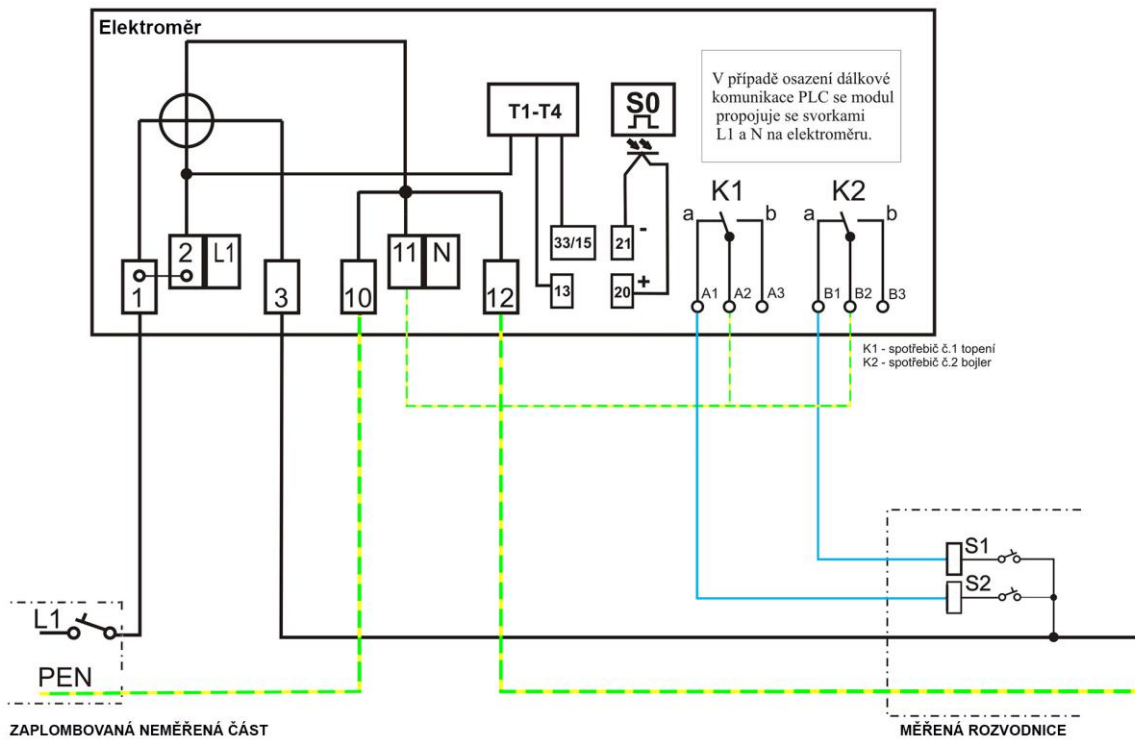 Elektroměr
V případě osazení dálkové
komunikace PLC se modul
propojuje se svorkami
L1 a N na elektroměru.
T1-T4
S0
K1
K2
a
b
a
b
2
L1
11
N
33/15
21
-
1
3
10
12
13
20
+
A1
A2
A3
B1
B2
B3
K1 - spotřebič č.1 topení
K2 - spotřebič č.2 bojler
S1
S2
L1
PEN
ZAPLOMBOVANÁ NEMĚŘENÁ ČÁST
MĚŘENÁ ROZVODNICE